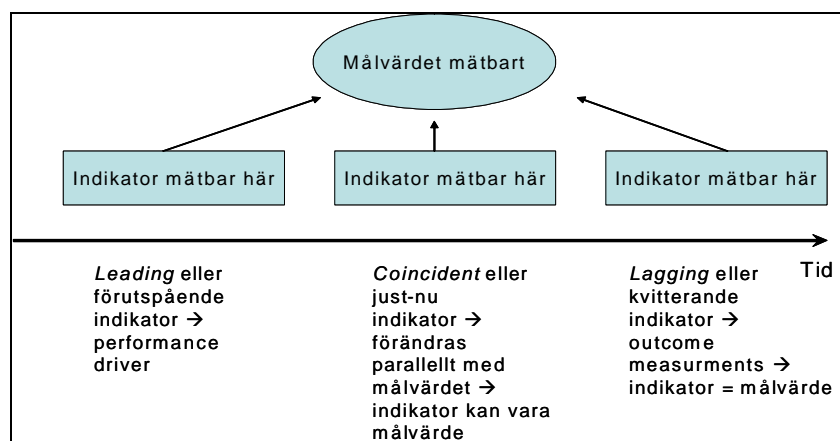 Målvärdet mätbart
Indikator mätbar här
Indikator mätbar här
Indikator mätbar här
Tid
Leading eller
förutspående
indikator →
performance
driver
Coincident eller
just-nu
indikator →
förändras
parallellt med
målvärdet →
indikator kan vara
målvärde
Lagging eller
kvitterande
indikator →
outcome
measurments →
indikator = målvärde